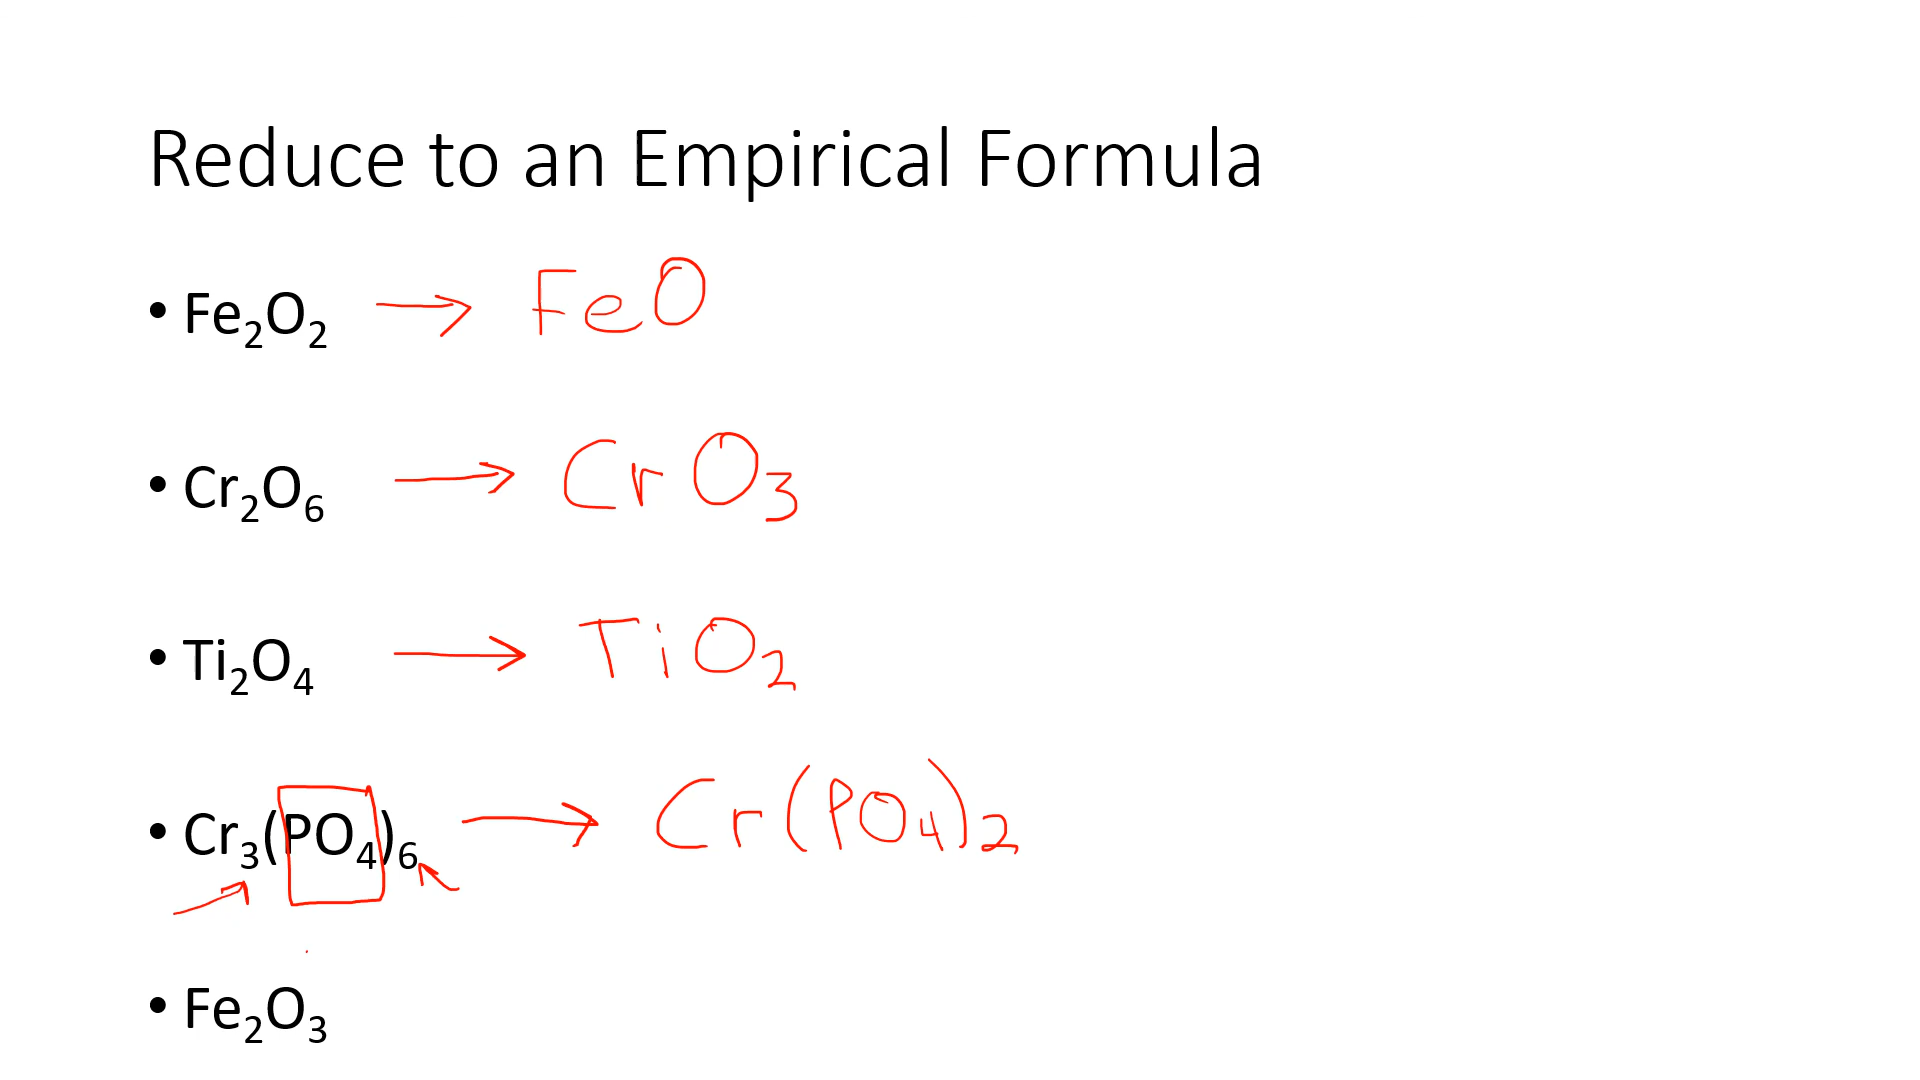 Reduce to an Empirical Formula
• Fe₂O₂ → FeO
• Cr₂O₆ → CrO₃
• Ti₂O₄ → TiO₂
• Cr₃(PO₄)₆ → Cr(PO₄)₂
• Fe₂O₃